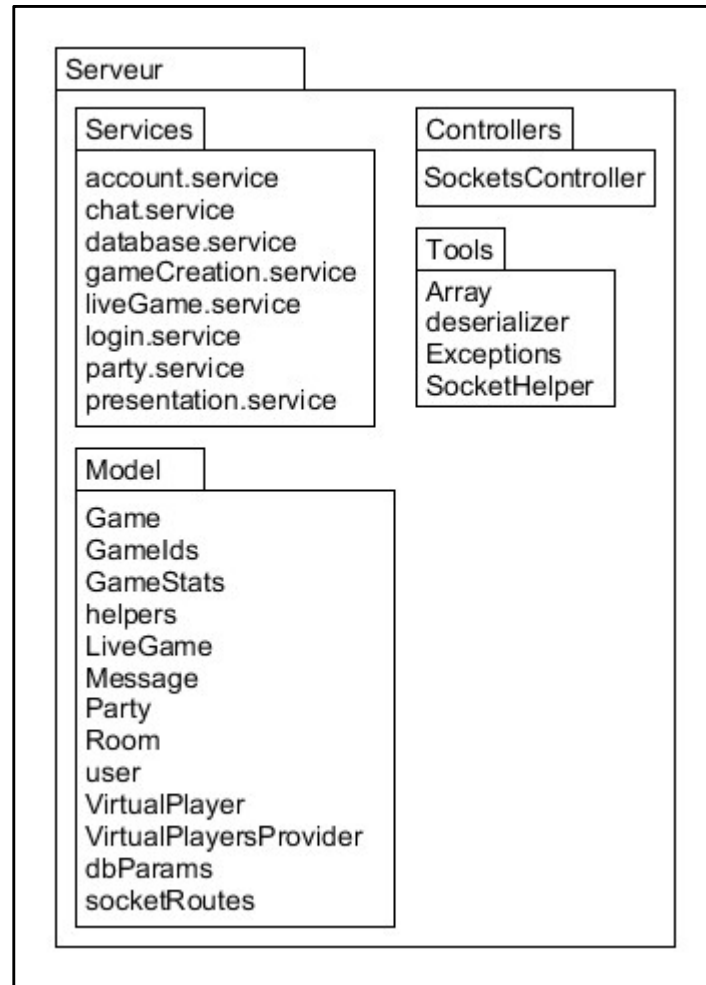 Serveur
Services
account.service
chat.service
database.service
gameCreation.service
liveGame.service
login.service
party.service
presentation.service
Controllers
SocketsController
Tools
Array
deserializer
Exceptions
SocketHelper
Model
Game
GameIds
GameStats
helpers
LiveGame
Message
Party
Room
user
VirtualPlayer
VirtualPlayersProvider
dbParams
socketRoutes